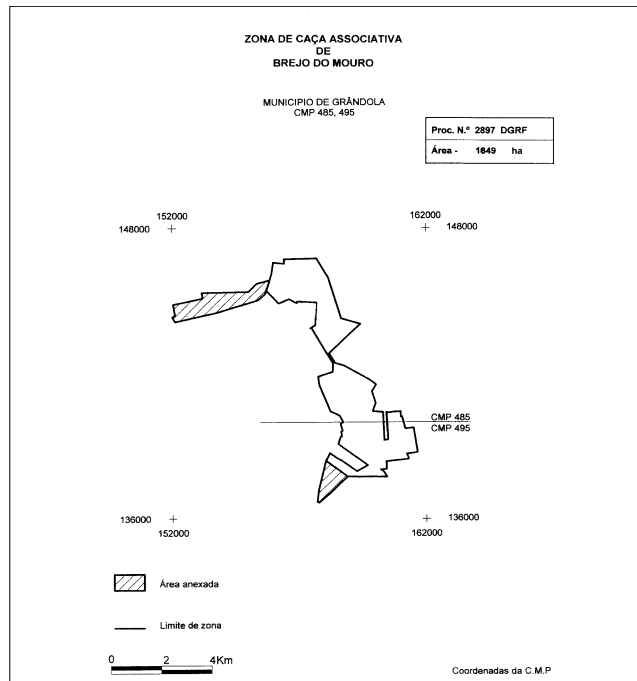 ZONA DE CAÇA ASSOCIATIVA
DE
BREJO DO MOURO
MUNICIPIO DE GRÂNDOLA
CMP 485, 495
Proc. N.º 2897 DGRF
Área - 1849 ha
152000
148000
162000
148000
CMP 485
CMP 495
136000
152000
136000
162000
Área anexada
Limite de zona
0 2 4Km
Coordenadas da C.M.P